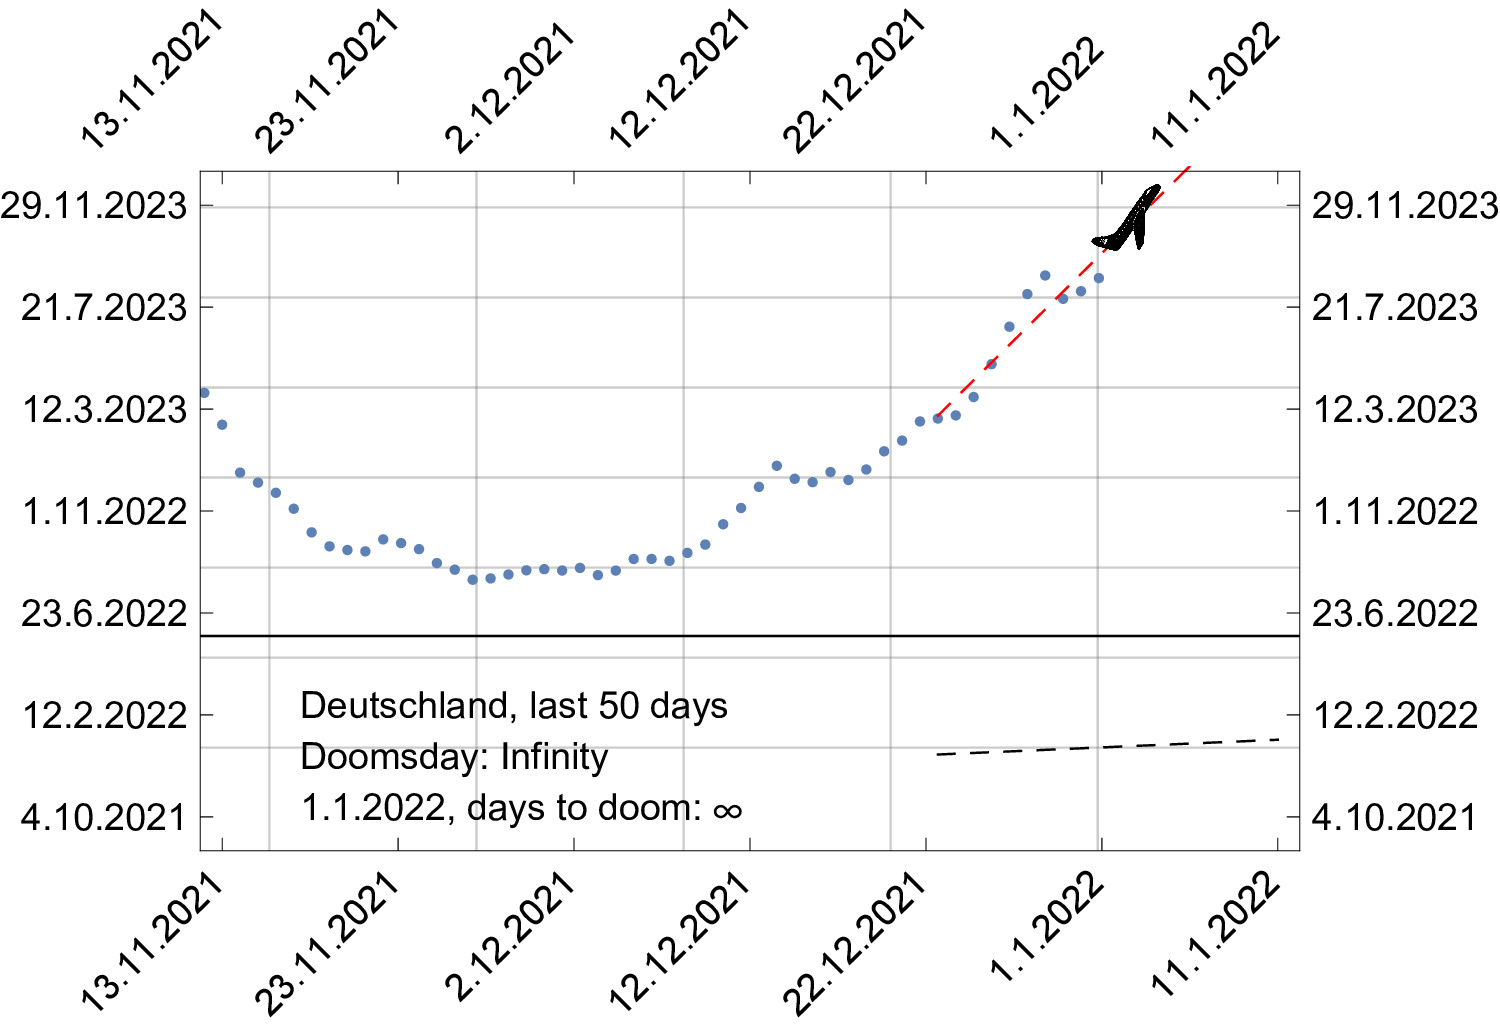 13.11.2021 23.11.2021 2.12.2021 12.12.2021 22.12.2021 1.1.2022 11.1.2022
29.11.2023 29.11.2023
21.7.2023 21.7.2023
12.3.2023 12.3.2023
1.11.2022 1.11.2022
23.6.2022 23.6.2022
Deutschland, last 50 days
12.2.2022 12.2.2022
Doomsday: Infinity
1.1.2022, days to doom: ∞
4.10.2021 4.10.2021
13.11.2021 23.11.2021 2.12.2021 12.12.2021 22.12.2021 1.1.2022 11.1.2022